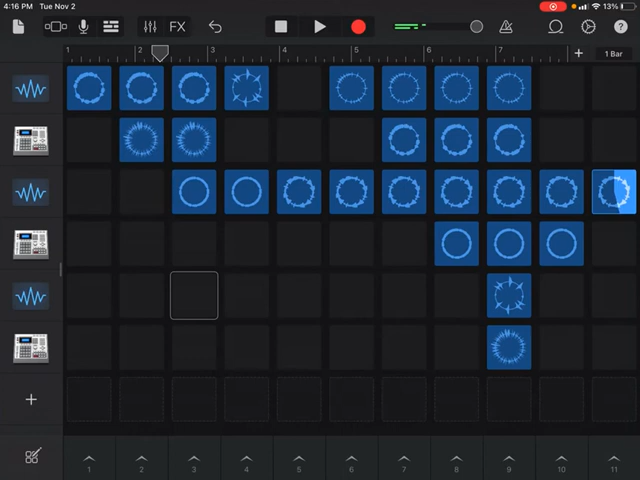 4:16 PM Tue Nov 2
13%
FX
?
1 2 3 4 5 6 7
+ 1 Bar
+
1 2 3 4 5 6 7 8 9 10 11